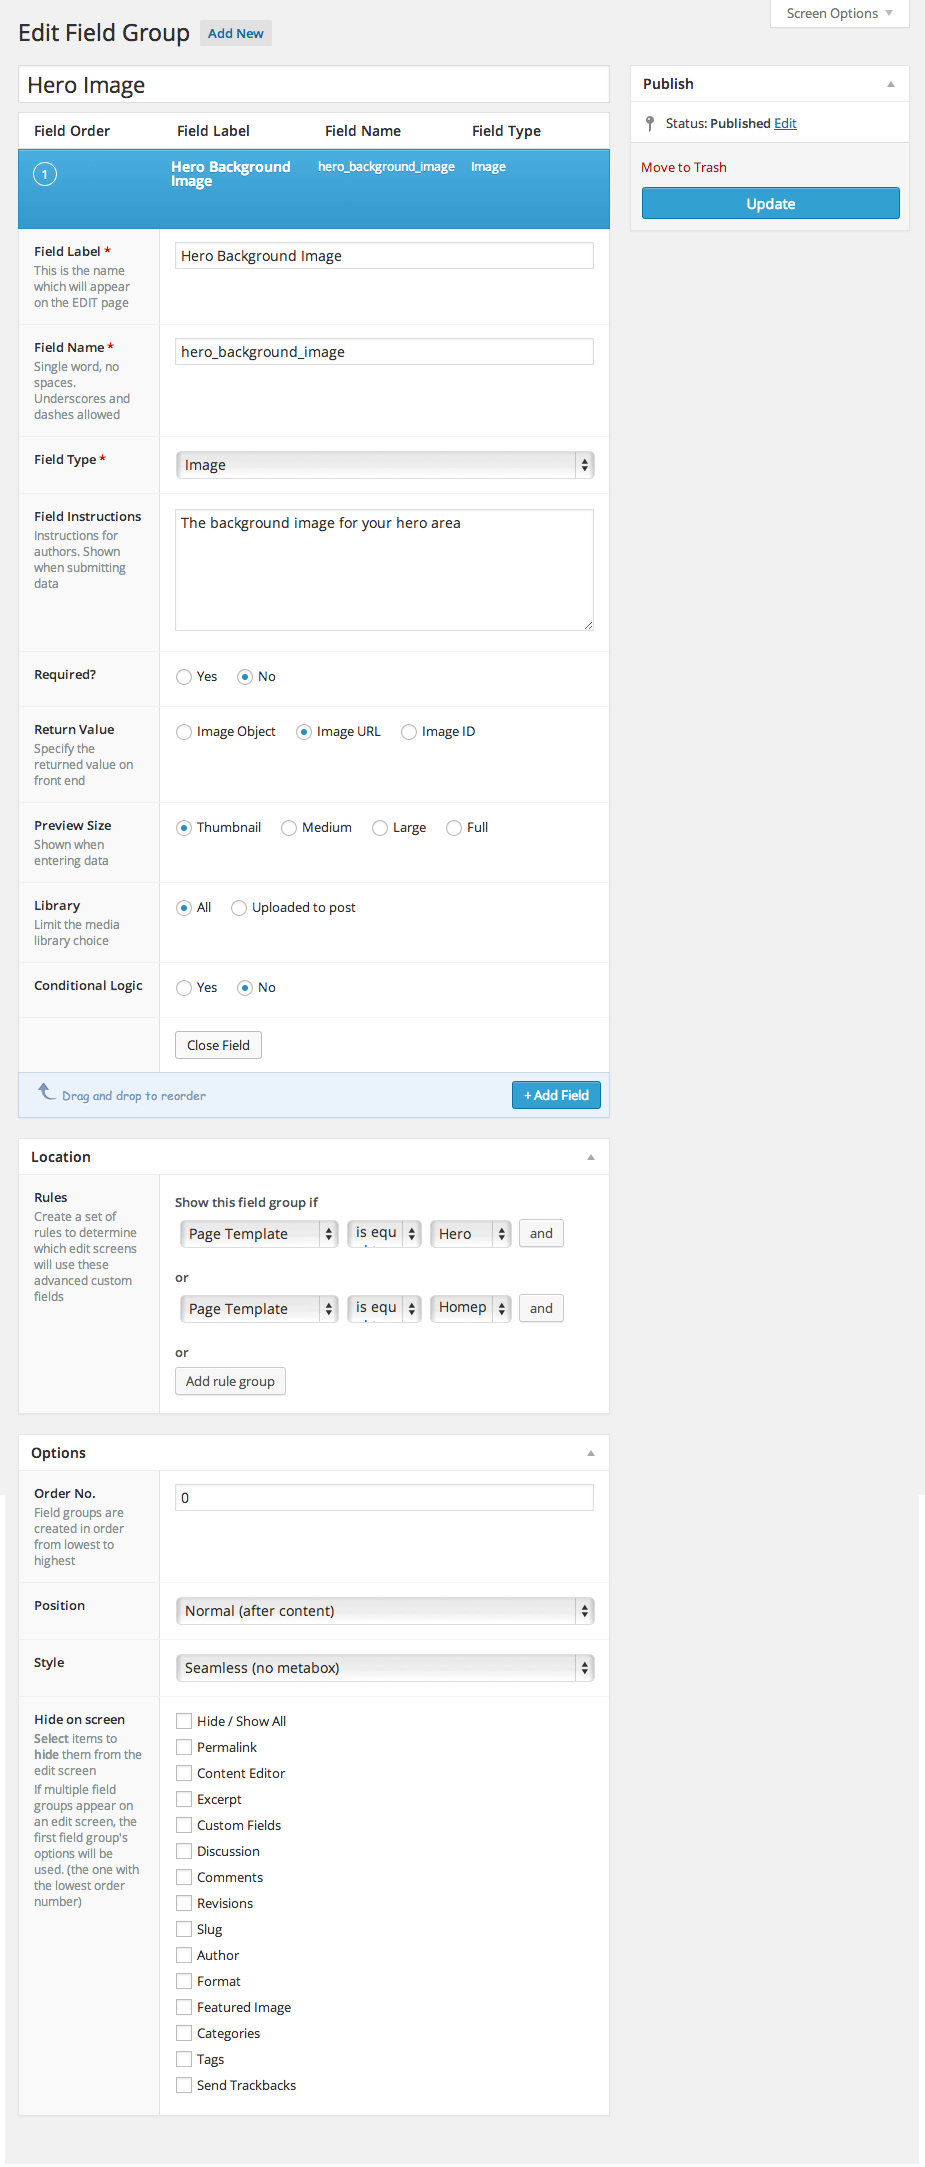 Screen Options
Edit Field Group Add New
Hero Image
Field Order Field Label Field Name Field Type
1 Hero Background hero_background_image Image
Image
Field Label *
This is the name
which will appear
on the EDIT page
Hero Background Image
Field Name *
Single word, no
spaces.
Underscores and
dashes allowed
hero_background_image
Field Type *
Image
Field Instructions
Instructions for
authors. Shown
when submitting
data
The background image for your hero area
Required?
Yes No
Return Value
Specify the
returned value on
front end
Image Object Image URL Image ID
Preview Size
Shown when
entering data
Thumbnail Medium Large Full
Library
Limit the media
library choice
All Uploaded to post
Conditional Logic
Yes No
Close Field
Drag and drop to reorder
+ Add Field
Publish
Status: Published Edit
Move to Trash
Update
Location
Rules
Create a set of
rules to determine
which edit screens
will use these
advanced custom
fields
Show this field group if
Page Template is equ Hero and
or
Page Template is equ Homep and
or
Add rule group
Options
Order No.
Field groups are
created in order
from lowest to
highest
0
Position
Normal (after content)
Style
Seamless (no metabox)
Hide on screen
Select items to
hide them from the
edit screen
If multiple field
groups appear on
an edit screen, the
first field group's
options will be
used. (the one with
the lowest order
number)
Hide / Show All
Permalink
Content Editor
Excerpt
Custom Fields
Discussion
Comments
Revisions
Slug
Author
Format
Featured Image
Categories
Tags
Send Trackbacks